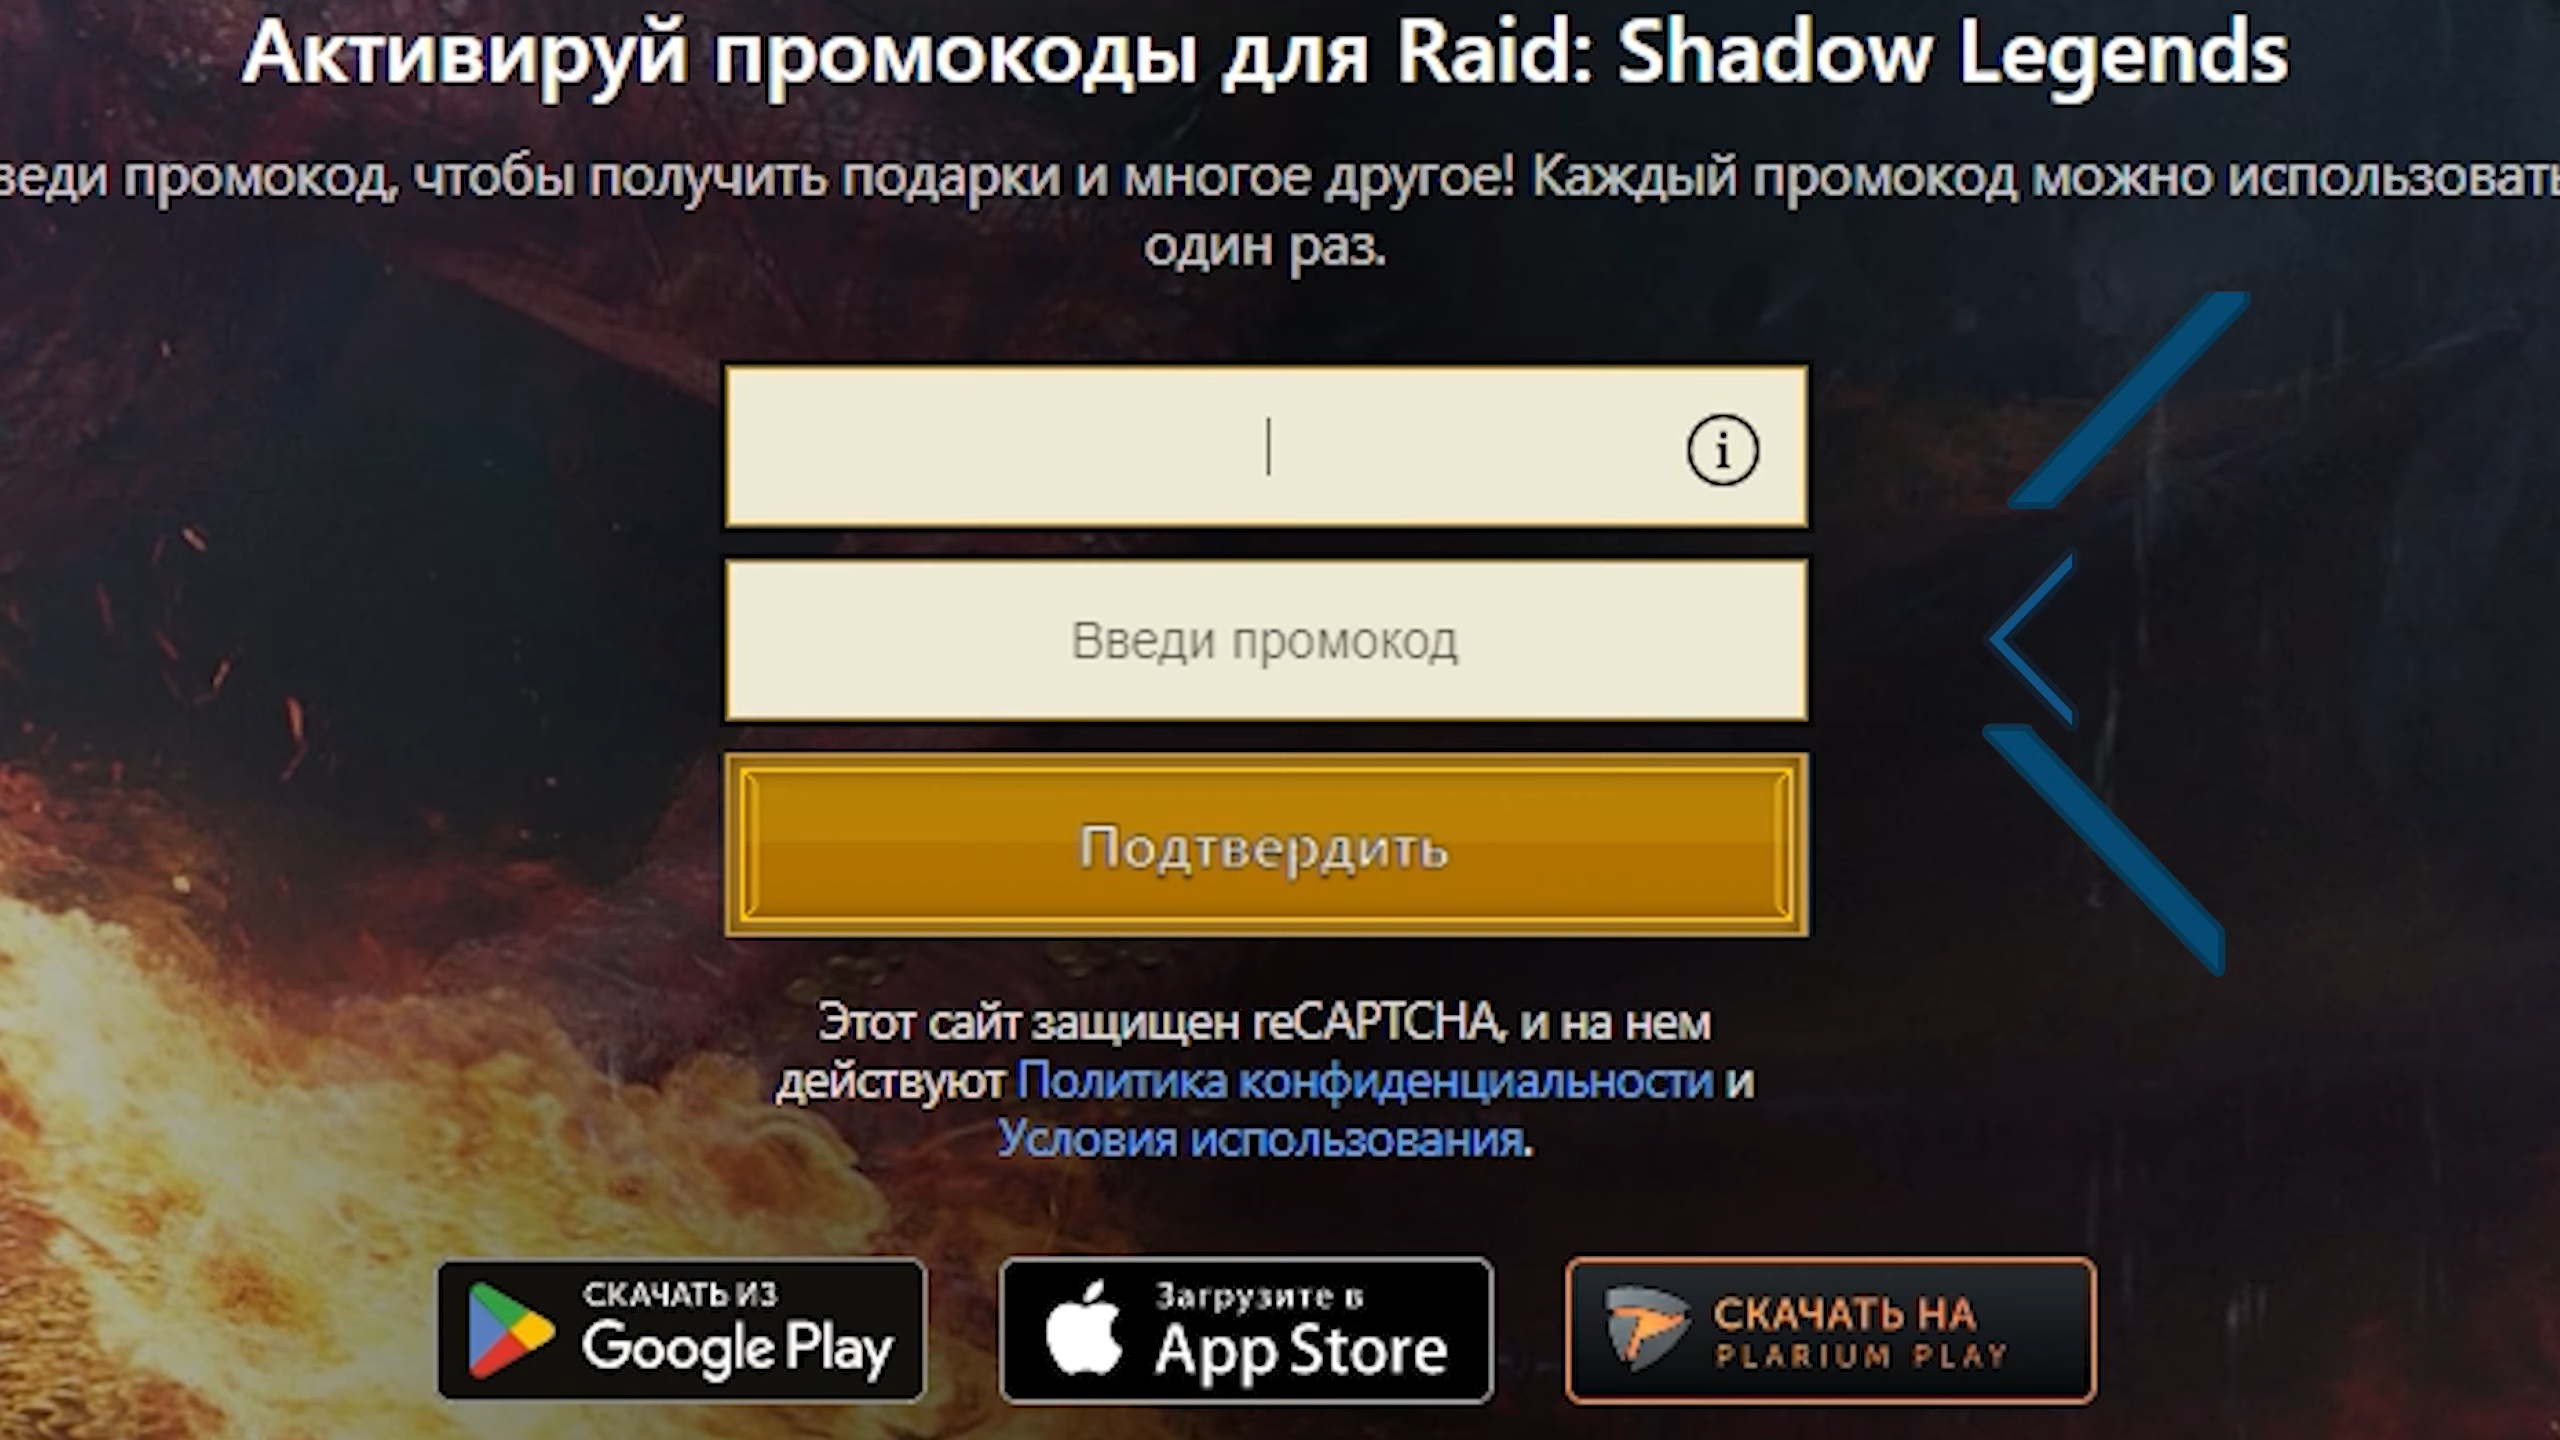 Активируй промокоды для Raid: Shadow Legends
веди промокод, чтобы получить подарки и многое другое! Каждый промокод можно использовать
один раз.
Введи промокод
Подтвердить
Этот сайт защищен reCAPTCHA, и на нем
действуют Политика конфиденциальности и
Условия использования.
СКАЧАТЬ ИЗ
Google Play
Загрузите в
App Store
СКАЧАТЬ НА
PLARIUM PLAY